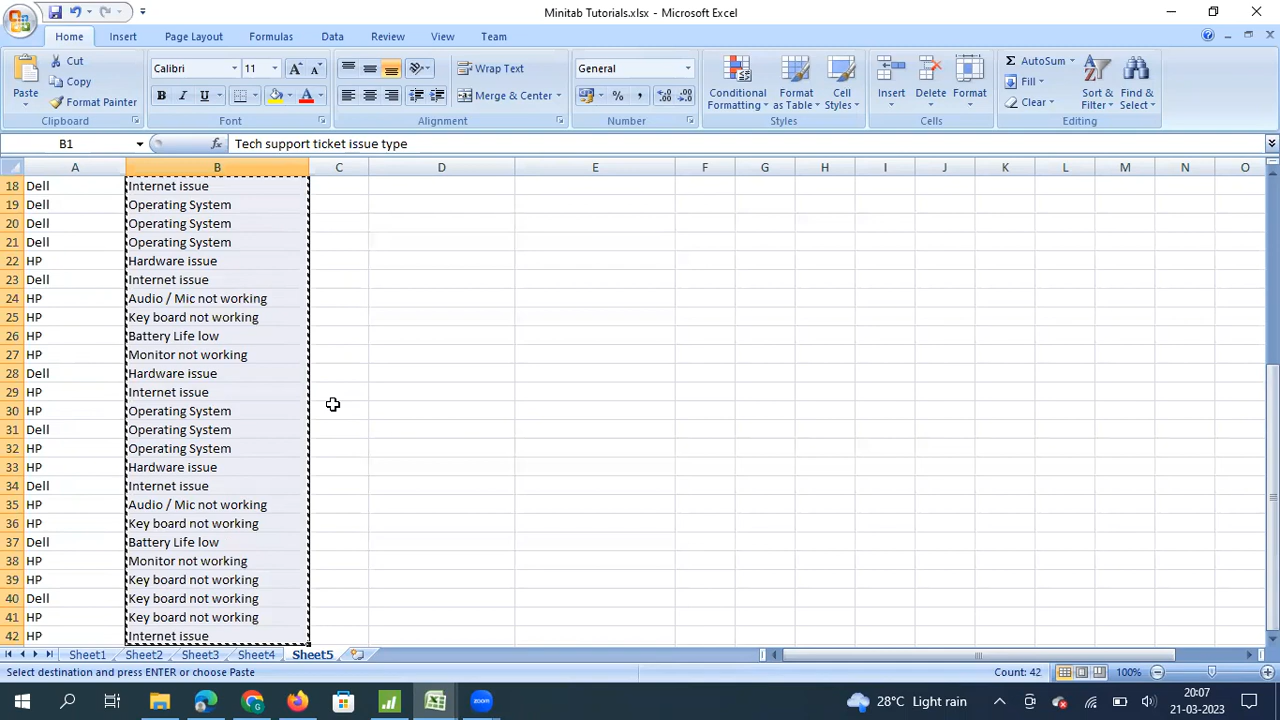 Minitab Tutorials.xlsx - Microsoft Excel
Home Insert Page Layout Formulas Data Review View Team
Paste Cut Copy Format Painter
Calibri 11
B I U
Wrap Text
Merge & Center
General
% ,
Conditional Formatting
Format as Table
Cell Styles
Insert Delete Format
Σ AutoSum
Fill
Clear
Sort & Filter
Find & Select
Clipboard Font Alignment Number Styles Cells Editing
B1 fx Tech support ticket issue type
A B C D E F G H I J K L M N O
18 Dell Internet issue
19 Dell Operating System
20 Dell Operating System
21 Dell Operating System
22 HP Hardware issue
23 Dell Internet issue
24 HP Audio / Mic not working
25 HP Key board not working
26 HP Battery Life low
27 HP Monitor not working
28 Dell Hardware issue
29 HP Internet issue
30 HP Operating System
31 Dell Operating System
32 HP Operating System
33 HP Hardware issue
34 Dell Internet issue
35 HP Audio / Mic not working
36 HP Key board not working
37 Dell Battery Life low
38 HP Monitor not working
39 HP Key board not working
40 Dell Key board not working
41 HP Key board not working
42 HP Internet issue
Sheet1 Sheet2 Sheet3 Sheet4 Sheet5
Select destination and press ENTER or choose Paste Count: 42 100%
28°C Light rain
20:07
21-03-2023